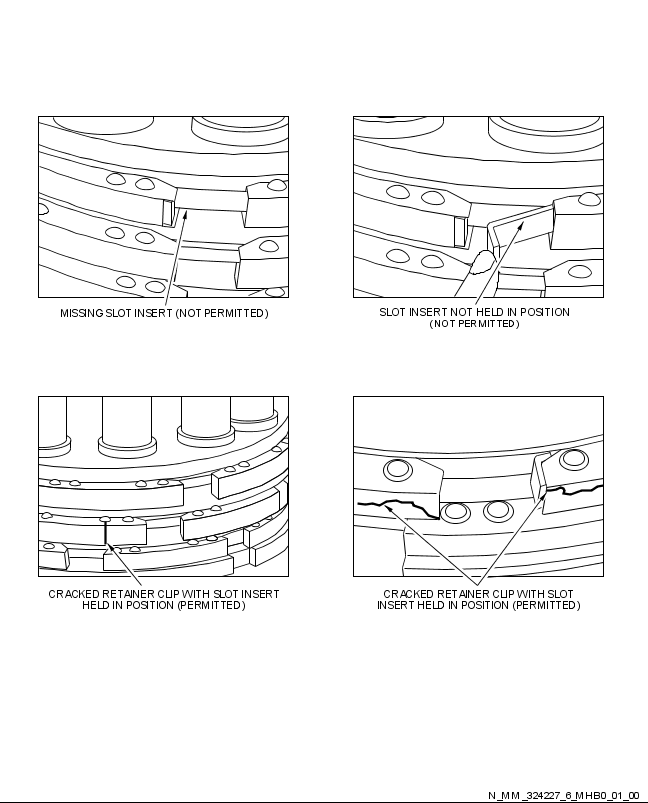 MISSING SLOT INSERT (NOT PERMITTED)
SLOT INSERT NOT HELD IN POSITION
(NOT PERMITTED)
CRACKED RETAINER CLIP WITH SLOT INSERT
HELD IN POSITION (PERMITTED)
CRACKED RETAINER CLIP WITH SLOT
INSERT HELD IN POSITION (PERMITTED)
N_MM_324227_6_MHB0_01_00